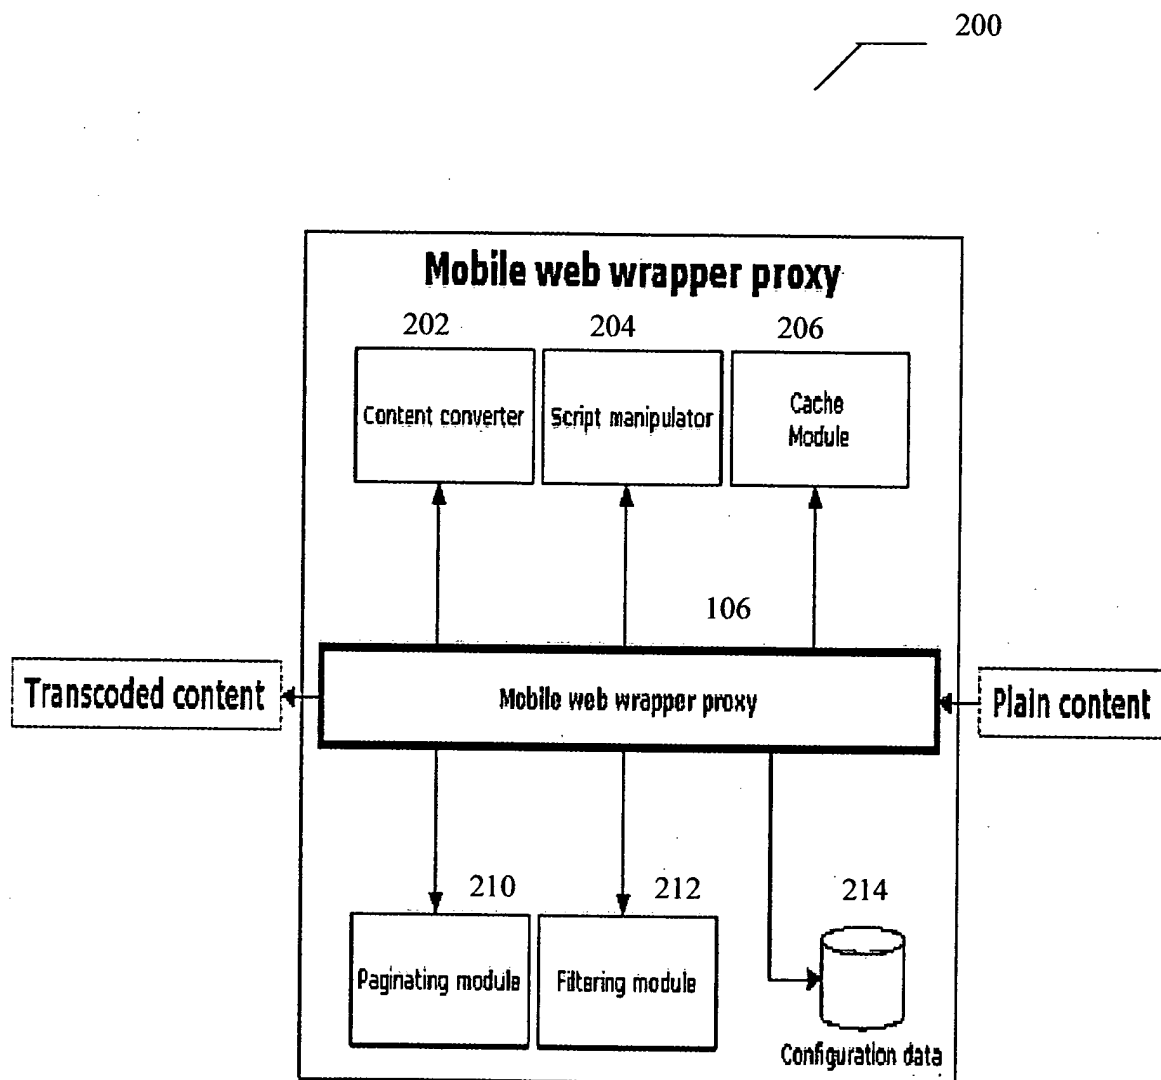 200
Mobile web wrapper proxy
202
204
206
Content converter
Script manipulator
Cache
Module
106
Transcoded content
Mobile web wrapper proxy
Plain content
210
212
214
Paginating module
Filtering module
Configuration data